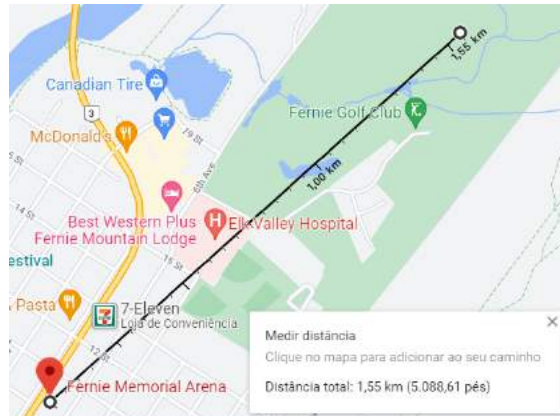 1,55 km
Canadian Tire
3
Fernie Golf Club
McDonald's
19 St
1,00 km
6th Ave
14 St
Best Western Plus
Fernie Mountain Lodge
H
Elk Valley Hospital
estival
15 St
Pasta
7-Eleven
Loja de Conveniência
12 St
Fernie Memorial Arena
Medir distância
Clique no mapa para adicionar ao seu caminho
Distância total: 1,55 km (5.088,61 pés)